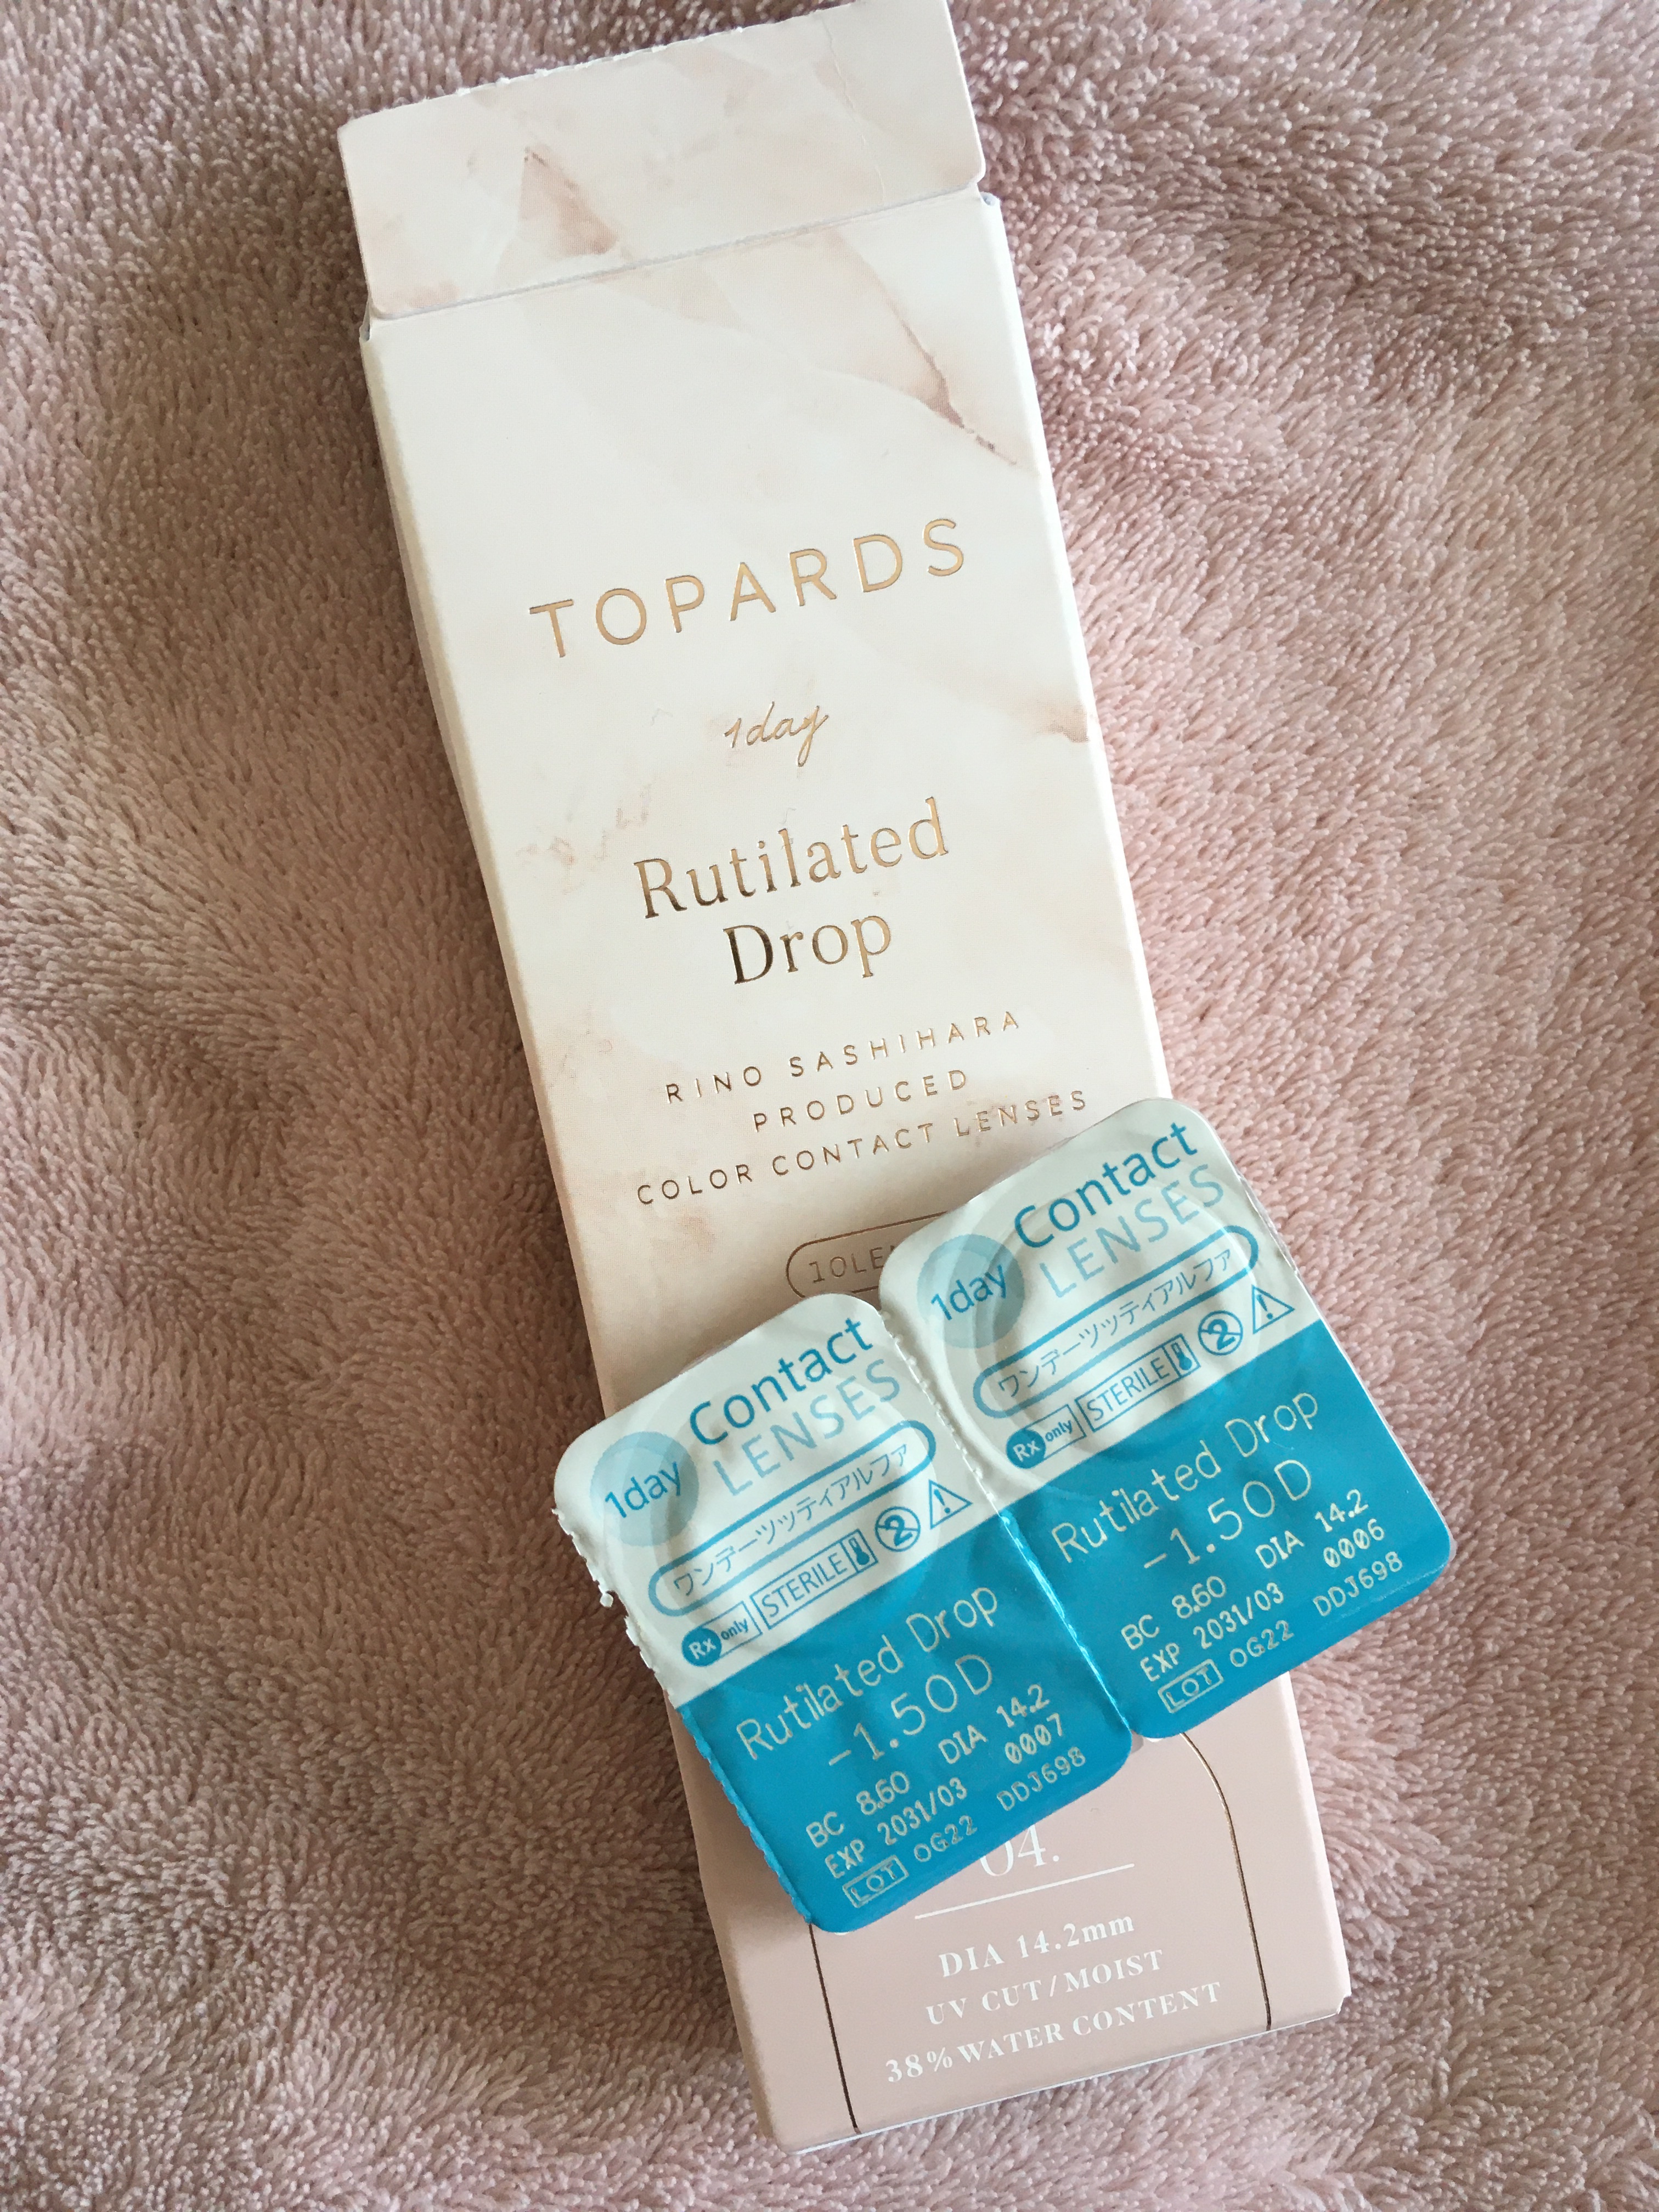 TOPARDS
1day
Rutilated
Drop
RINO SASHIHARA
PRODUCED
COLOR CONTACT LENSES
1day
Contact
LENSES
ワンデーツッティアルファ
Rx only STERILE 2
Rutilated Drop
-1.50D
BC 8.60 DIA 14.2
EXP 2031/03 0006
LOT OG22 DDJ698
1day
Contact
LENSES
ワンデーツッティアルファ
Rx only STERILE 2
Rutilated Drop
-1.50D
BC 8.60 DIA 14.2
EXP 2031/03 0007
LOT OG22 DDJ698
04.
DIA 14.2mm
UV CUT/MOIST
38%WATER CONTENT